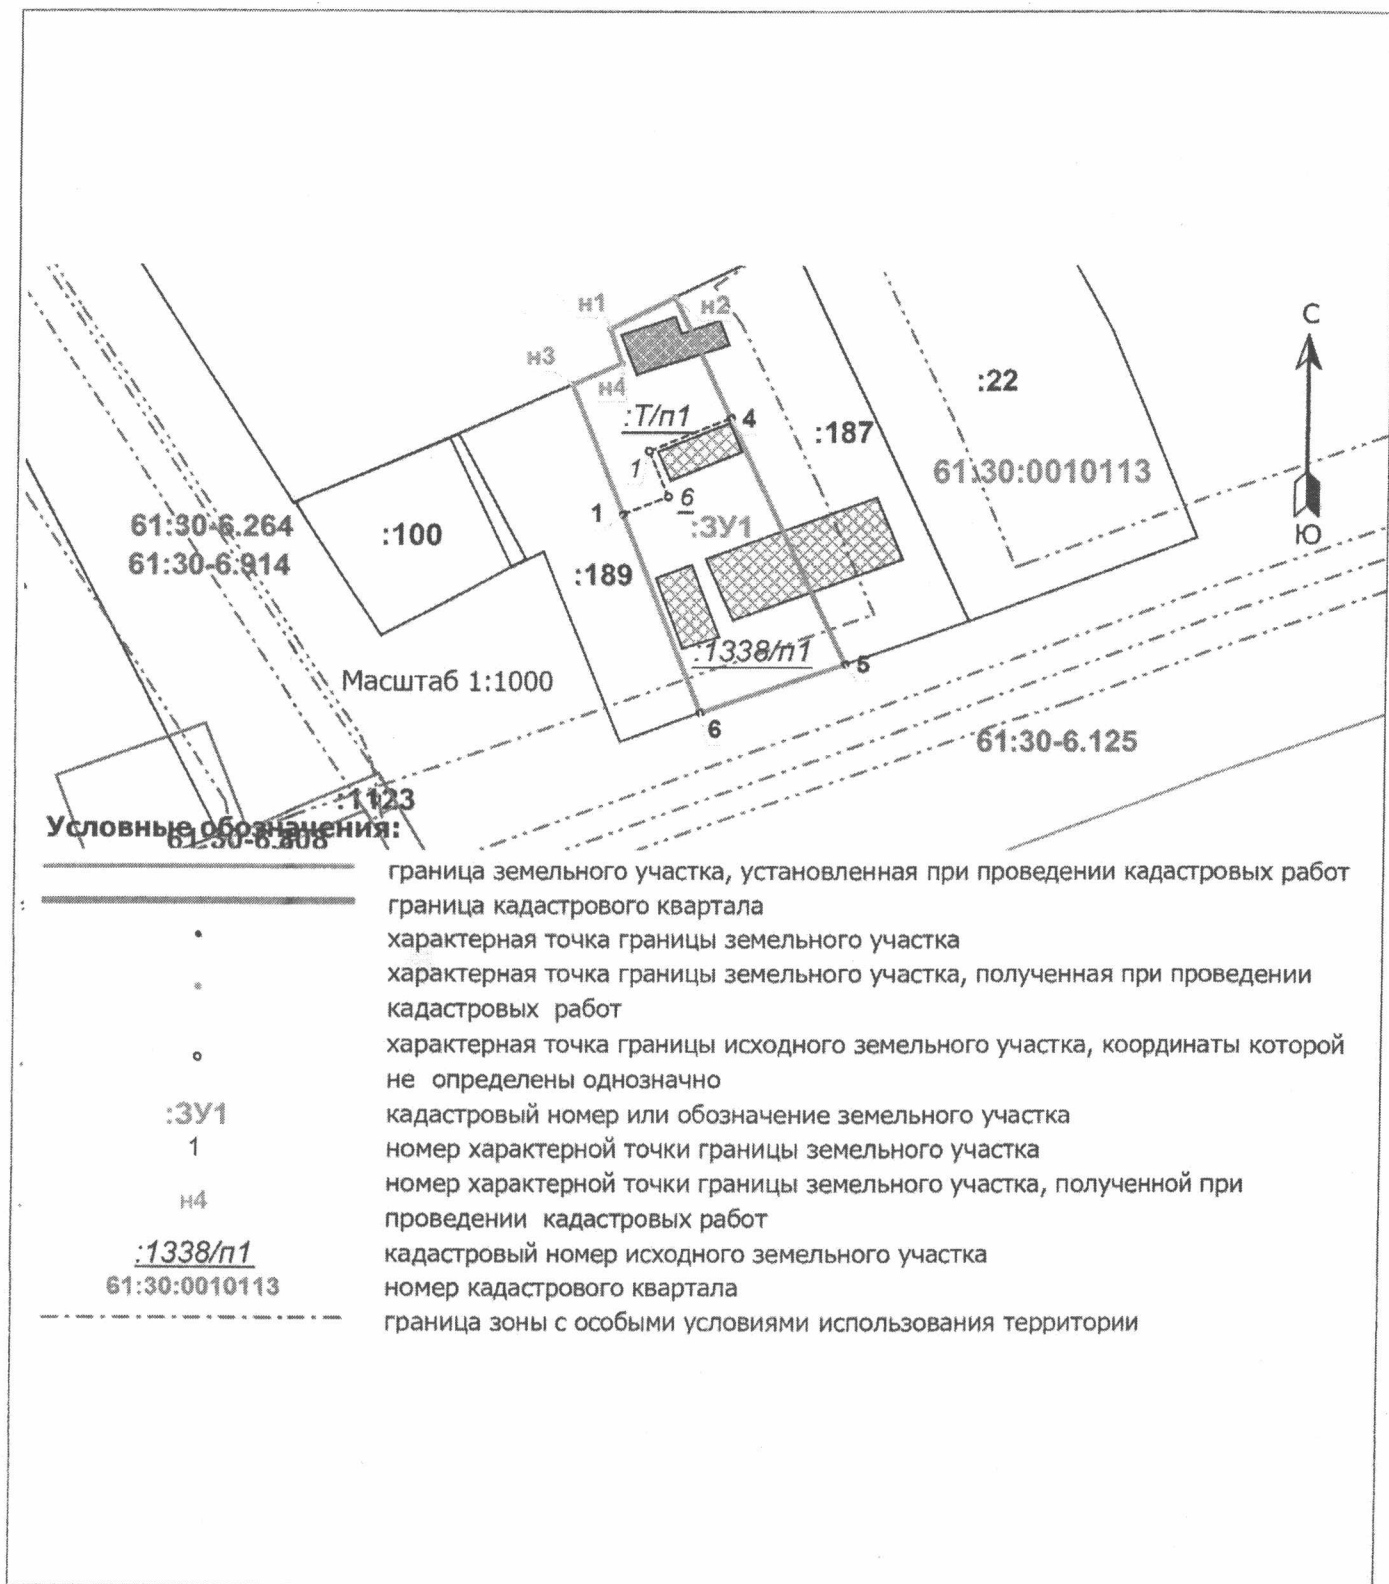 С
н1
н2
н3
н4
:22
:Т/п1
4
:187
1
61:30:0010113
6
1
61:30-6.264
:100
:ЗУ1
61:30-6.914
:189
Ю
:1338/п1
5
Масштаб 1:1000
6
61:30-6.125
:1123
Условные обозначения:
61:30-6.808
граница земельного участка, установленная при проведении кадастровых работ
граница кадастрового квартала
характерная точка границы земельного участка
характерная точка границы земельного участка, полученная при проведении
кадастровых работ
характерная точка границы исходного земельного участка, координаты которой
не определены однозначно
:ЗУ1 кадастровый номер или обозначение земельного участка
1 номер характерной точки границы земельного участка
н4 номер характерной точки границы земельного участка, полученной при
проведении кадастровых работ
:1338/п1 кадастровый номер исходного земельного участка
61:30:0010113 номер кадастрового квартала
граница зоны с особыми условиями использования территории